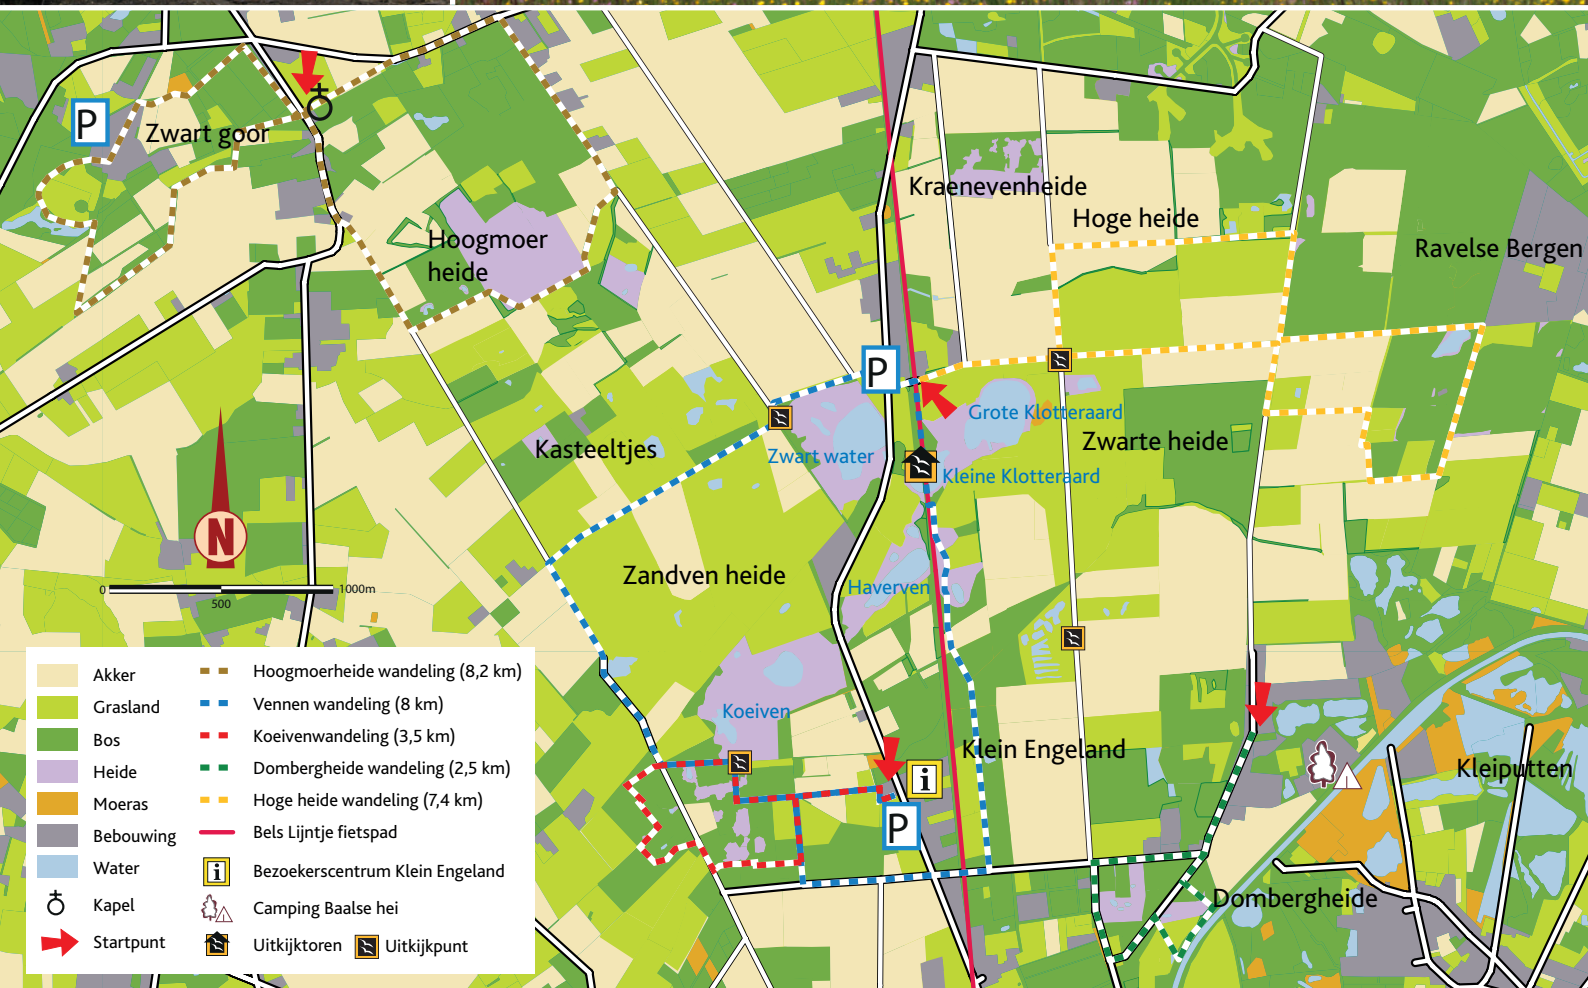 P
Zwart goor
Kraenevenheide
Hoge heide
Hoogmoer
heide
Ravelse Bergen
P
Grote Klotteraard
Kasteeltjes
Zwart water
Zwarte heide
Kleine Klotteraard
N
Zandven heide
Haverven
0
500
1000m
Koeiven
Klein Engeland
i
P
Kleiputten
Dombergheide
Akker
Grasland
Bos
Heide
Moeras
Bebouwing
Water
Kapel
Startpunt
Hoogmoerheide wandeling (8,2 km)
Vennen wandeling (8 km)
Koeivenwandeling (3,5 km)
Dombergheide wandeling (2,5 km)
Hoge heide wandeling (7,4 km)
Bels Lijntje fietspad
i Bezoekerscentrum Klein Engeland
Camping Baalse hei
Uitkijktoren Uitkijkpunt